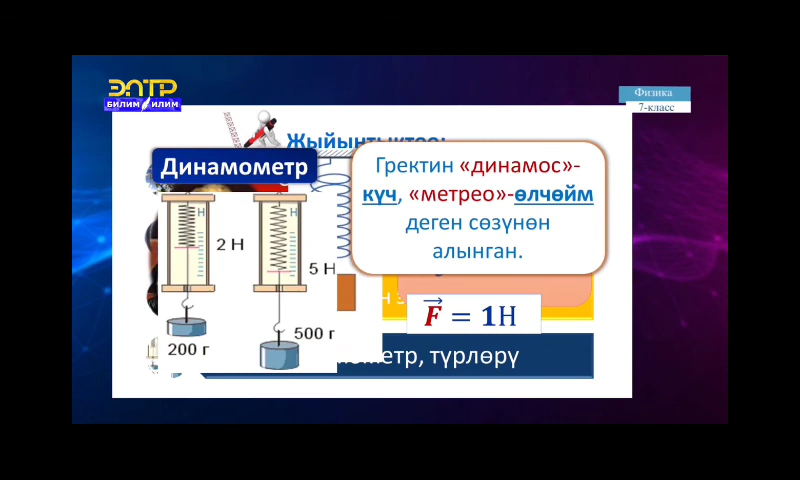 ЭЛТР
БИЛИМ ИЛИМ
Физика
7-класс
Жыйынтыктоо:
Динамометр
Гректин «динамос»-
күч, «метрео»-өлчөйм
деген сөзүнөн
алынган.
Н
Н
2 Н
5 Н
F = 1Н
200 г
500 г
метр, түрлөрү